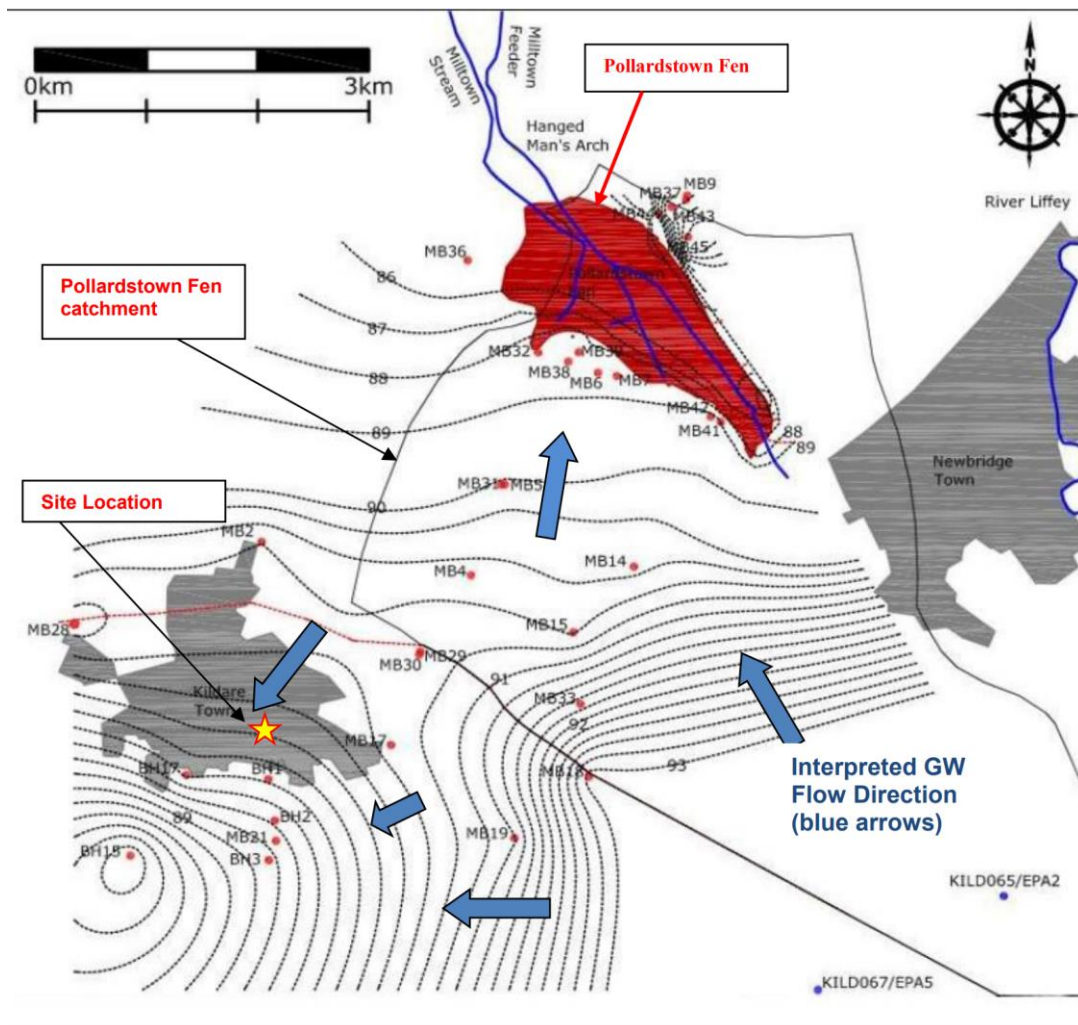 0km
3km
Milltown
Stream
Milltown
Feeder
Pollardstown Fen
N
Hanged
Man's Arch
MB9
MB37
MB43
MB45
River Liffey
MB36
86
Pollardstown Fen
catchment
87
88
MB32
MB39
MB38
MB6
MB7
MB42
MB41
88
89
89
Newbridge
Town
Site Location
MB31
MB5
90
MB2
MB4
MB14
MB28
MB15
MB29
MB30
91
Kildare
Town
MB33
92
MB17
93
MB18
BH17
BH1
Interpreted GW
Flow Direction
(blue arrows)
89
BH2
MB21
BH3
BH15
MB19
KILD065/EPA2
KILD067/EPA5